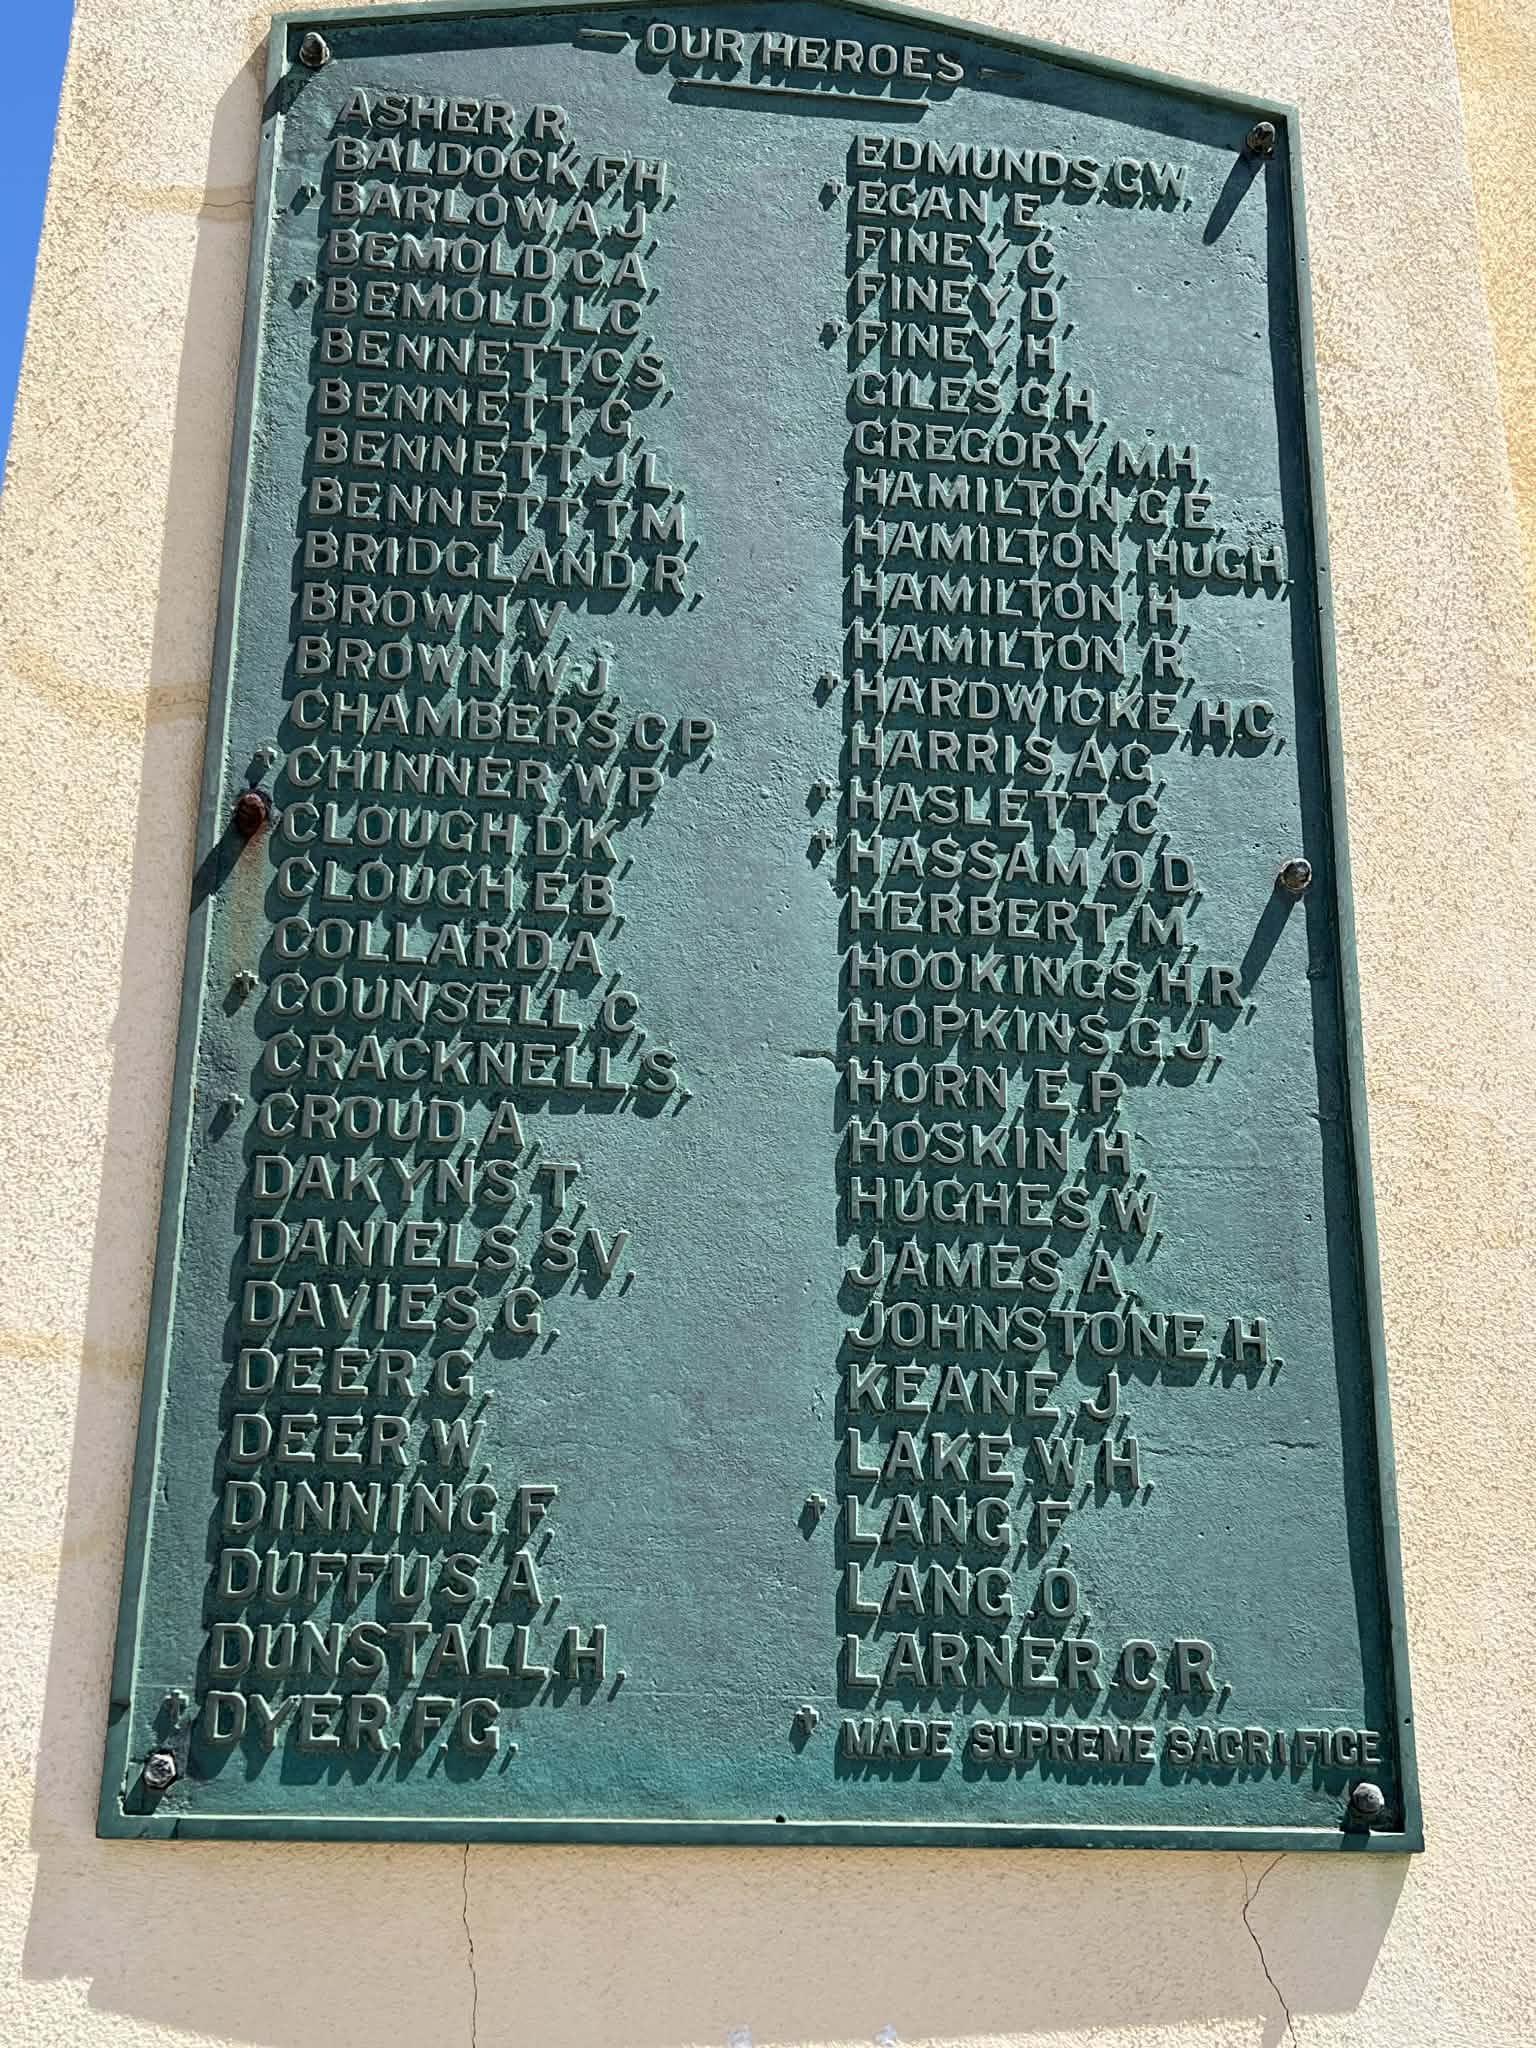 — OUR HEROES —
ASHER R.
BALDOCK. F.H.
✝ BARLOW. A. J.
BEMOLD. C. A.
✝ BEMOLD. L. C.
BENNETT. C. S.
BENNETT. G.
BENNETT. J. L.
BENNETT. T. M.
BRIDGLAND. R.
BROWN. V.
BROWN. W. J.
CHAMBERS. C. P.
✝ CHINNER. W. P.
CLOUGH. D. K.
CLOUGH. E. B.
COLLARD. A.
✝ COUNSELL. C.
CRACKNELL. S.
✝ CROUD. A.
DAKYNS. T.
DANIELS. S. V.
DAVIES. G.
DEER. G.
DEER. W.
DINNING. F.
DUFFUS. A.
DUNSTALL. H.
✝ DYER. F. G.
EDMUNDS. G. W.
✝ EGAN. E.
FINEY. C.
FINEY. D.
✝ FINEY. H.
GILES. G. H.
GREGORY. M. H.
HAMILTON. G. E.
HAMILTON. HUGH.
HAMILTON. H.
HAMILTON. R.
✝ HARDWICKE. H. C.
HARRIS. A. G.
✝ HASLETT. C.
✝ HASSAM. O. D.
HERBERT. M.
HOOKINGS. H. R.
HOPKINS. G. J.
HORN. E. P.
HOSKIN. H.
HUGHES. W.
JAMES. A.
JOHNSTONE. H.
KEANE. J.
LAKE. W. H.
✝ LANG. F.
LANG. O.
LARNER. C. R.
✝ MADE SUPREME SACRIFICE